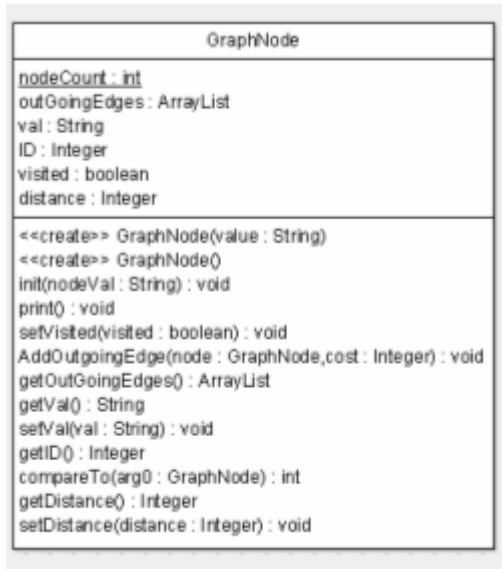 GraphNode
nodeCount : int
outGoingEdges : ArrayList
val : String
ID : Integer
visited : boolean
distance : Integer
<<create>> GraphNode(value : String)
<<create>> GraphNode()
init(nodeVal : String) : void
print() : void
setVisited(visited : boolean) : void
AddOutgoingEdge(node : GraphNode,cost : Integer) : void
getOutGoingEdges() : ArrayList
getVal() : String
setVal(val : String) : void
getID() : Integer
compareTo(arg0 : GraphNode) : int
getDistance() : Integer
setDistance(distance : Integer) : void